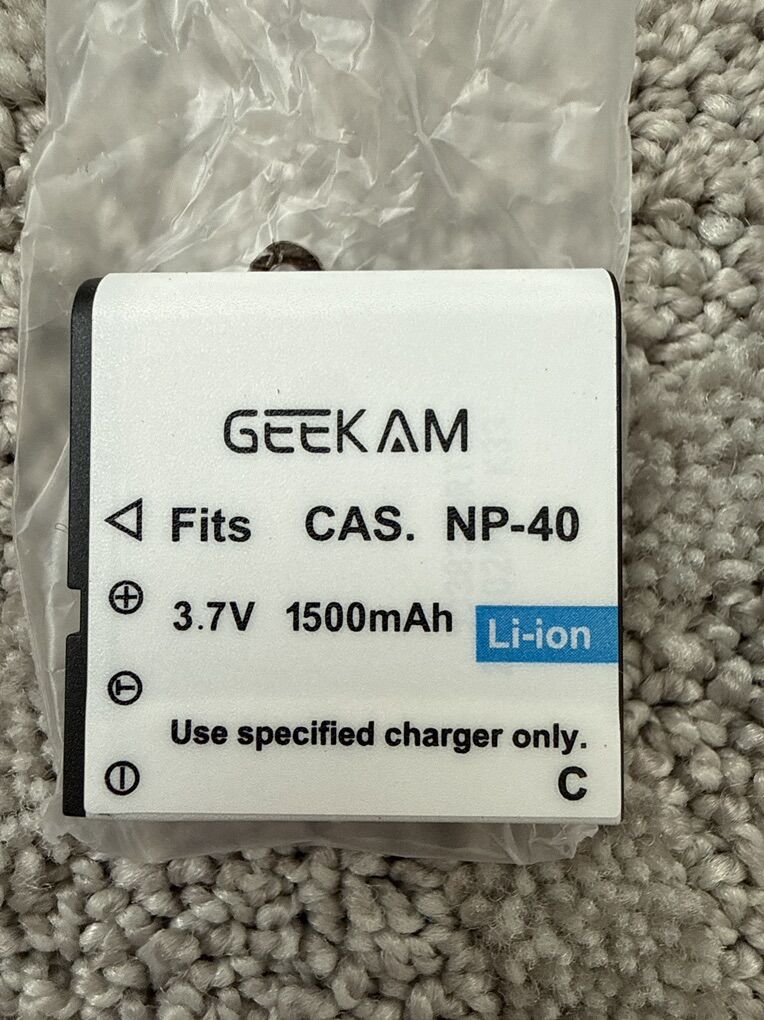 GEEKAM
Fits CAS. NP-40
3.7V 1500mAh Li-ion
Use specified charger only.
C